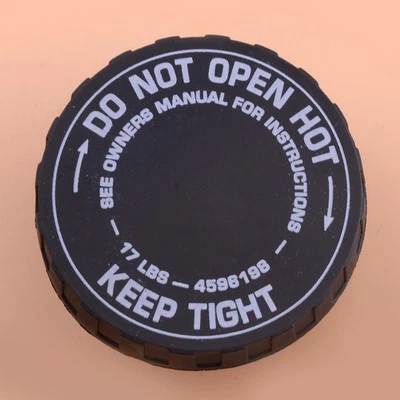 DO NOT OPEN HOT
SEE OWNERS MANUAL FOR INSTRUCTIONS
17 LBS — 4596198
KEEP TIGHT